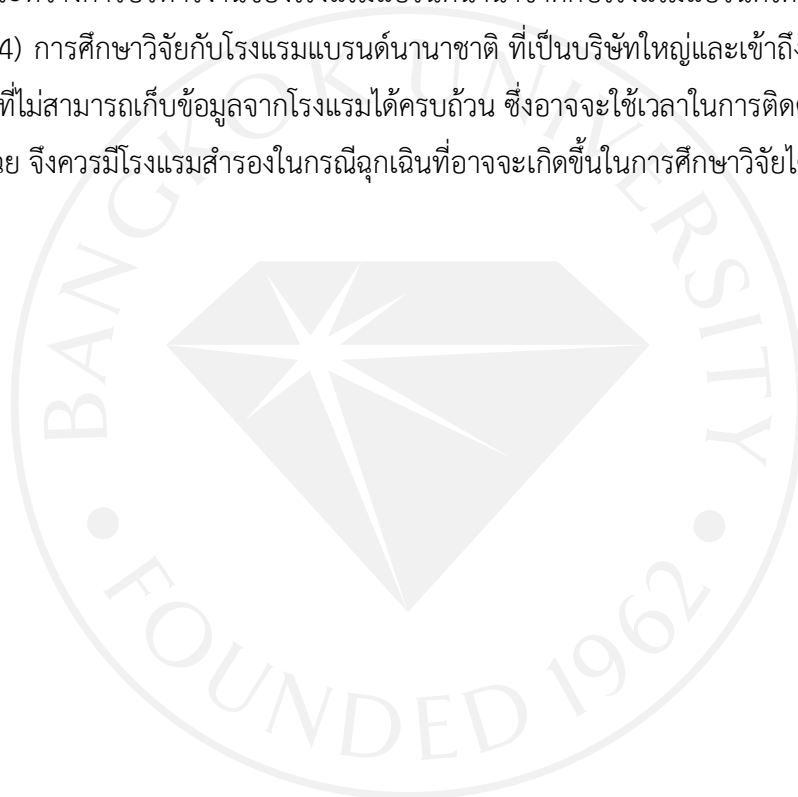 4) การศึกษาวิจัยกับโรงแรมแบรนด์นานาชาติ ที่เป็นบริษัทใหญ่และเข้าถึง
ที่ไม่สามารถเก็บข้อมูลจากโรงแรมได้ครบถ้วน ซึ่งอาจจะใช้เวลาในการติด
จึงควรมีโรงแรมสำรองในกรณีฉุกเฉินที่อาจจะเกิดขึ้นในการศึกษาวิจัย
BANGKOK UNIVERSITY
FOUNDED 1962